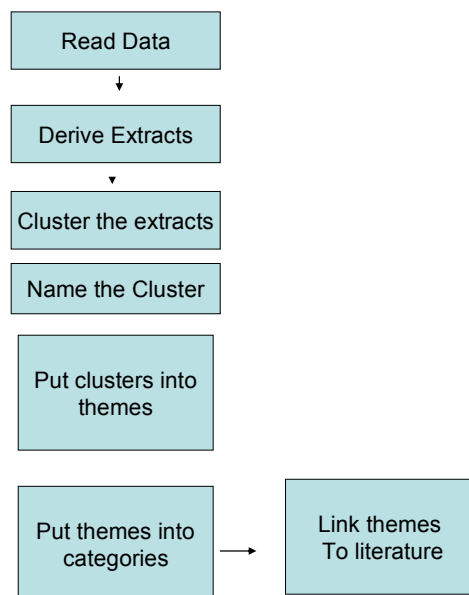 Read Data
Derive Extracts
Cluster the extracts
Name the Cluster
Put clusters into
themes
Put themes into
categories
Link themes
To literature